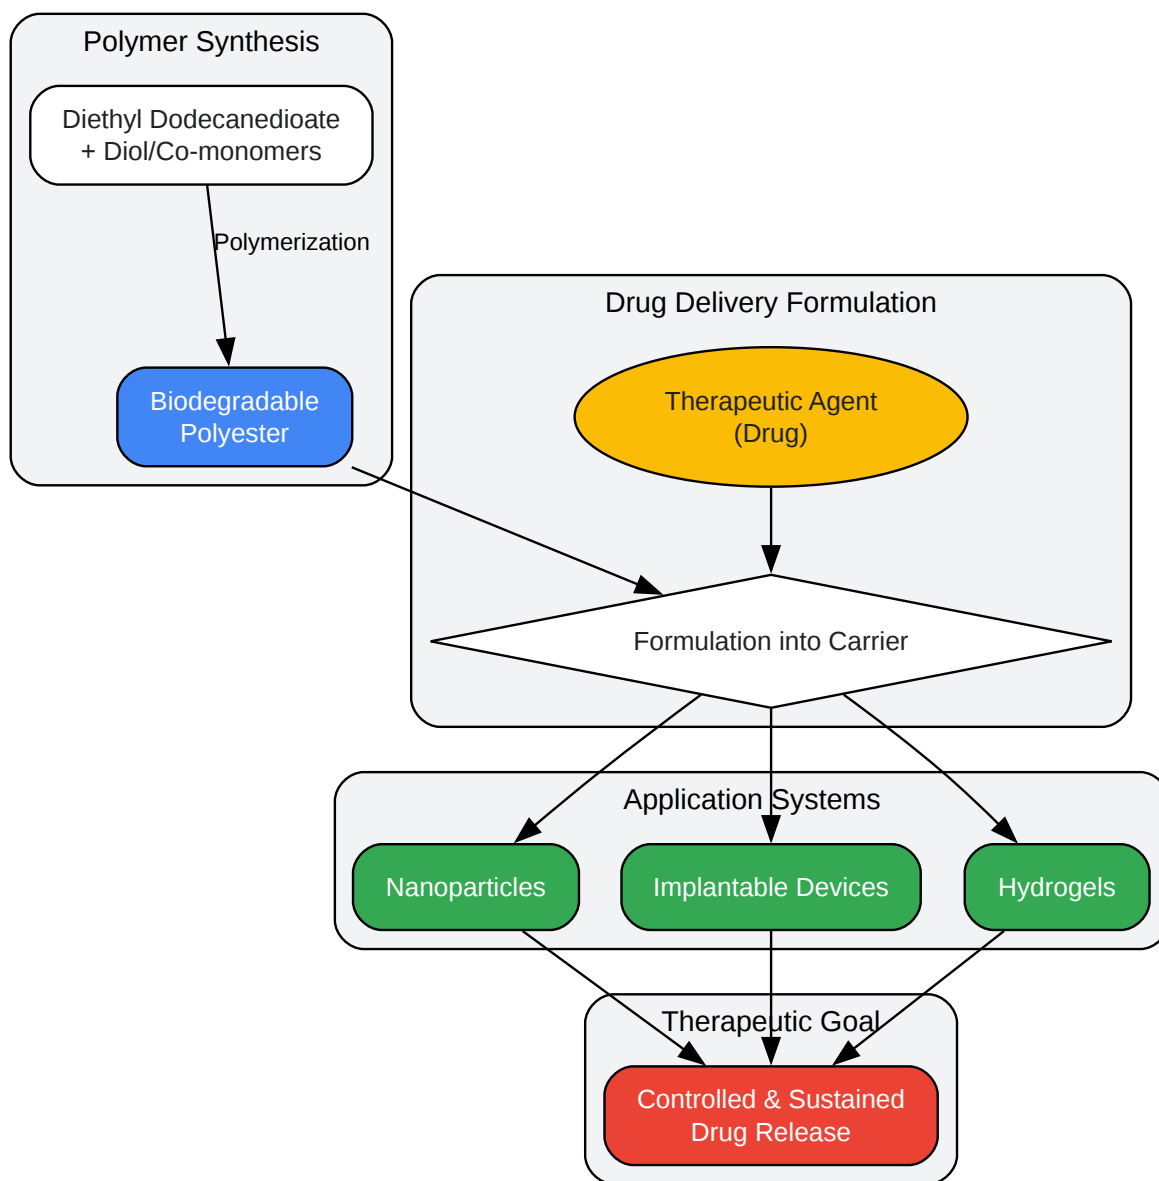 Polymer Synthesis
Diethyl Dodecanedioate
+ Diol/Co-monomers
Polymerization
Biodegradable
Polyester
Drug Delivery Formulation
Therapeutic Agent
(Drug)
Formulation into Carrier
Application Systems
Nanoparticles
Implantable Devices
Hydrogels
Therapeutic Goal
Controlled & Sustained
Drug Release